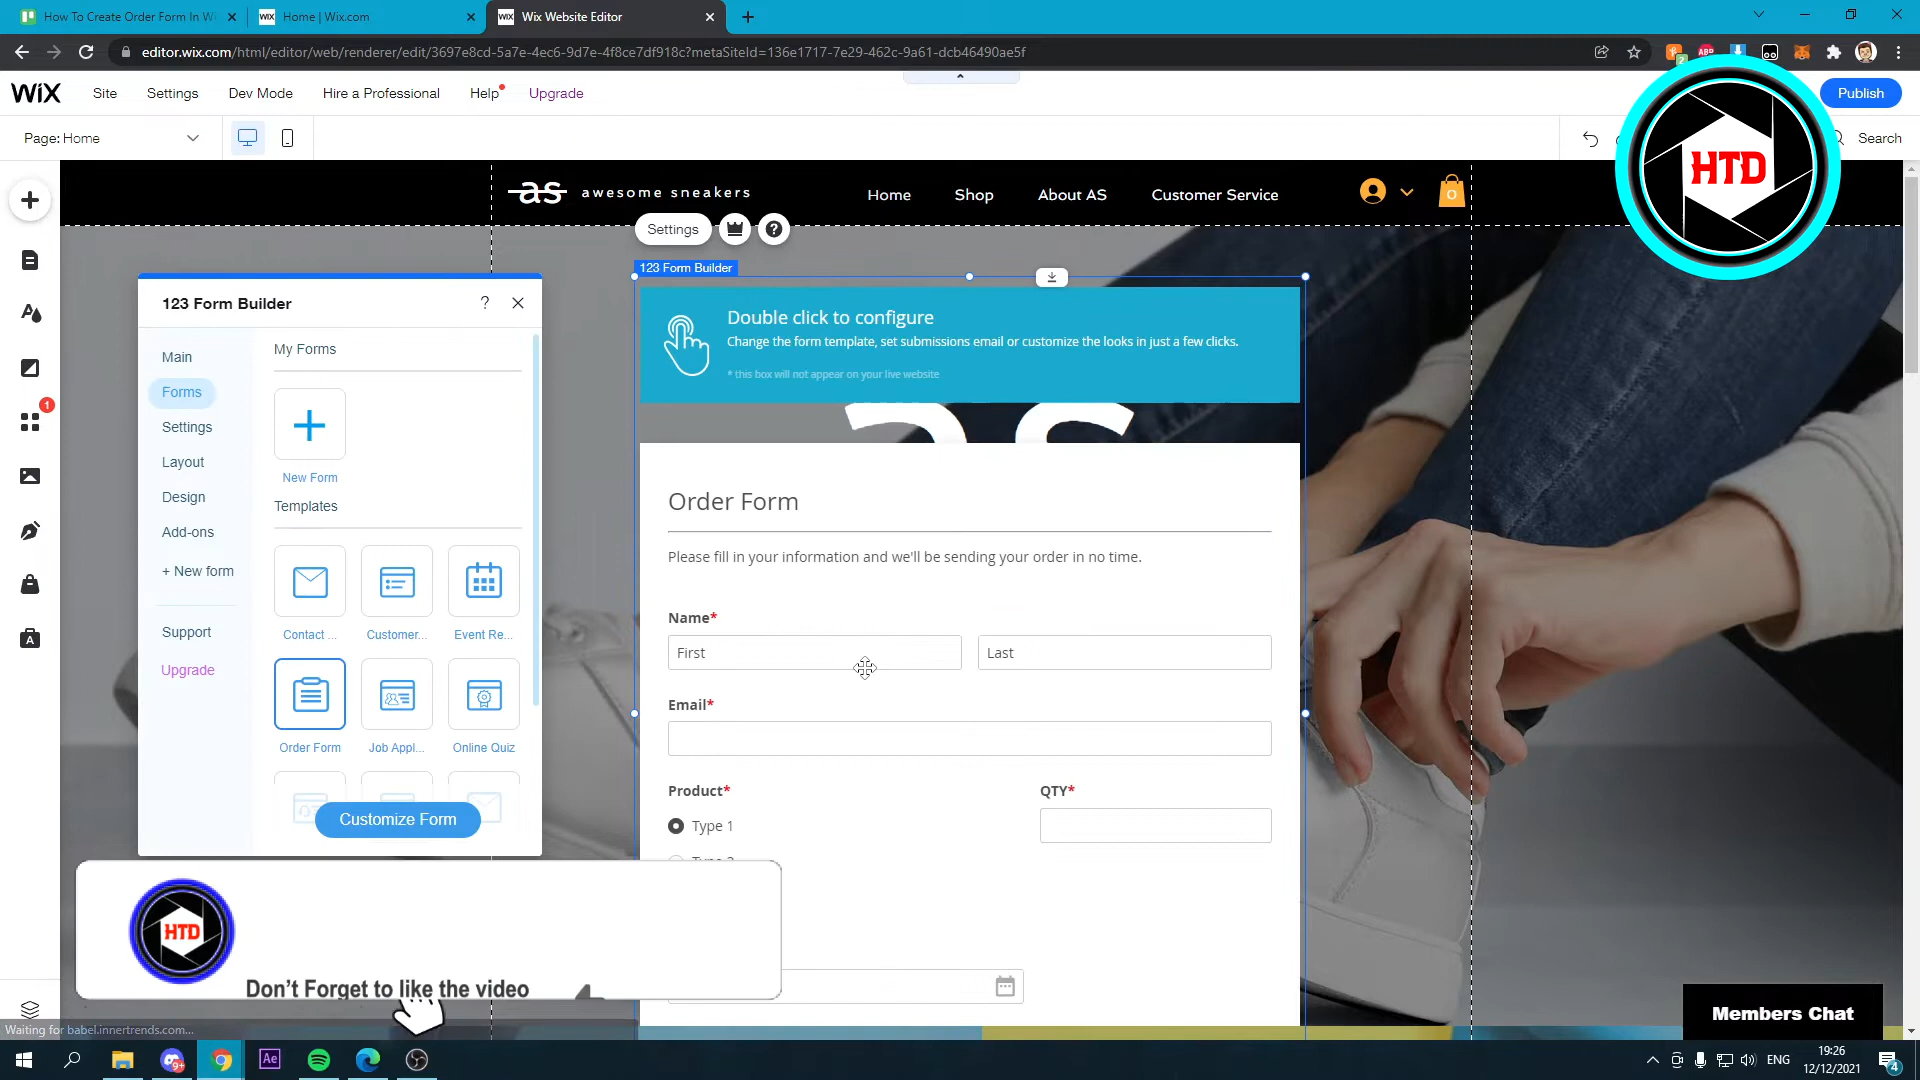 How To Create Order Form In Wi
Home | Wix.com
Wix Website Editor
editor.wix.com/html/editor/web/renderer/edit/3697e8cd-5a7e-4ec6-9d7e-4f8ce7df918c?metaSiteId=136e1717-7e29-462c-9a61-dcb46490ae5f
WiX
Site
Settings
Dev Mode
Hire a Professional
Help
Upgrade
Publish
Page: Home
Search
HTD
as awesome sneakers
Home
Shop
About AS
Customer Service
0
Settings
123 Form Builder
123 Form Builder
?
Main
Forms
Settings
Layout
Design
Add-ons
+ New form
Support
Upgrade
My Forms
New Form
Templates
Contact ...
Customer...
Event Re...
Order Form
Job Appl...
Online Quiz
Customize Form
Double click to configure
Change the form template, set submissions email or customize the looks in just a few clicks.
* this box will not appear on your live website
Order Form
Please fill in your information and we'll be sending your order in no time.
Name*
First
Last
Email*
Product*
QTY*
Type 1
HTD
Don't Forget to like the video
Members Chat
Waiting for babel.innertrends.com...
1
2
ABP
9+
Ae
ENG
19:26
12/12/2021
4